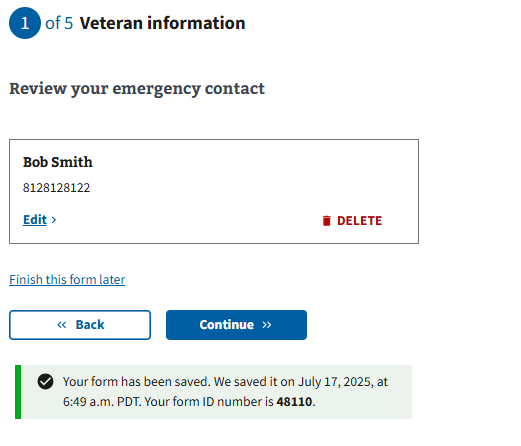 1 of 5 Veteran information
Review your emergency contact
Bob Smith
8128128122
Edit ›
DELETE
Finish this form later
« Back
Continue »
Your form has been saved. We saved it on July 17, 2025, at
6:49 a.m. PDT. Your form ID number is 48110.